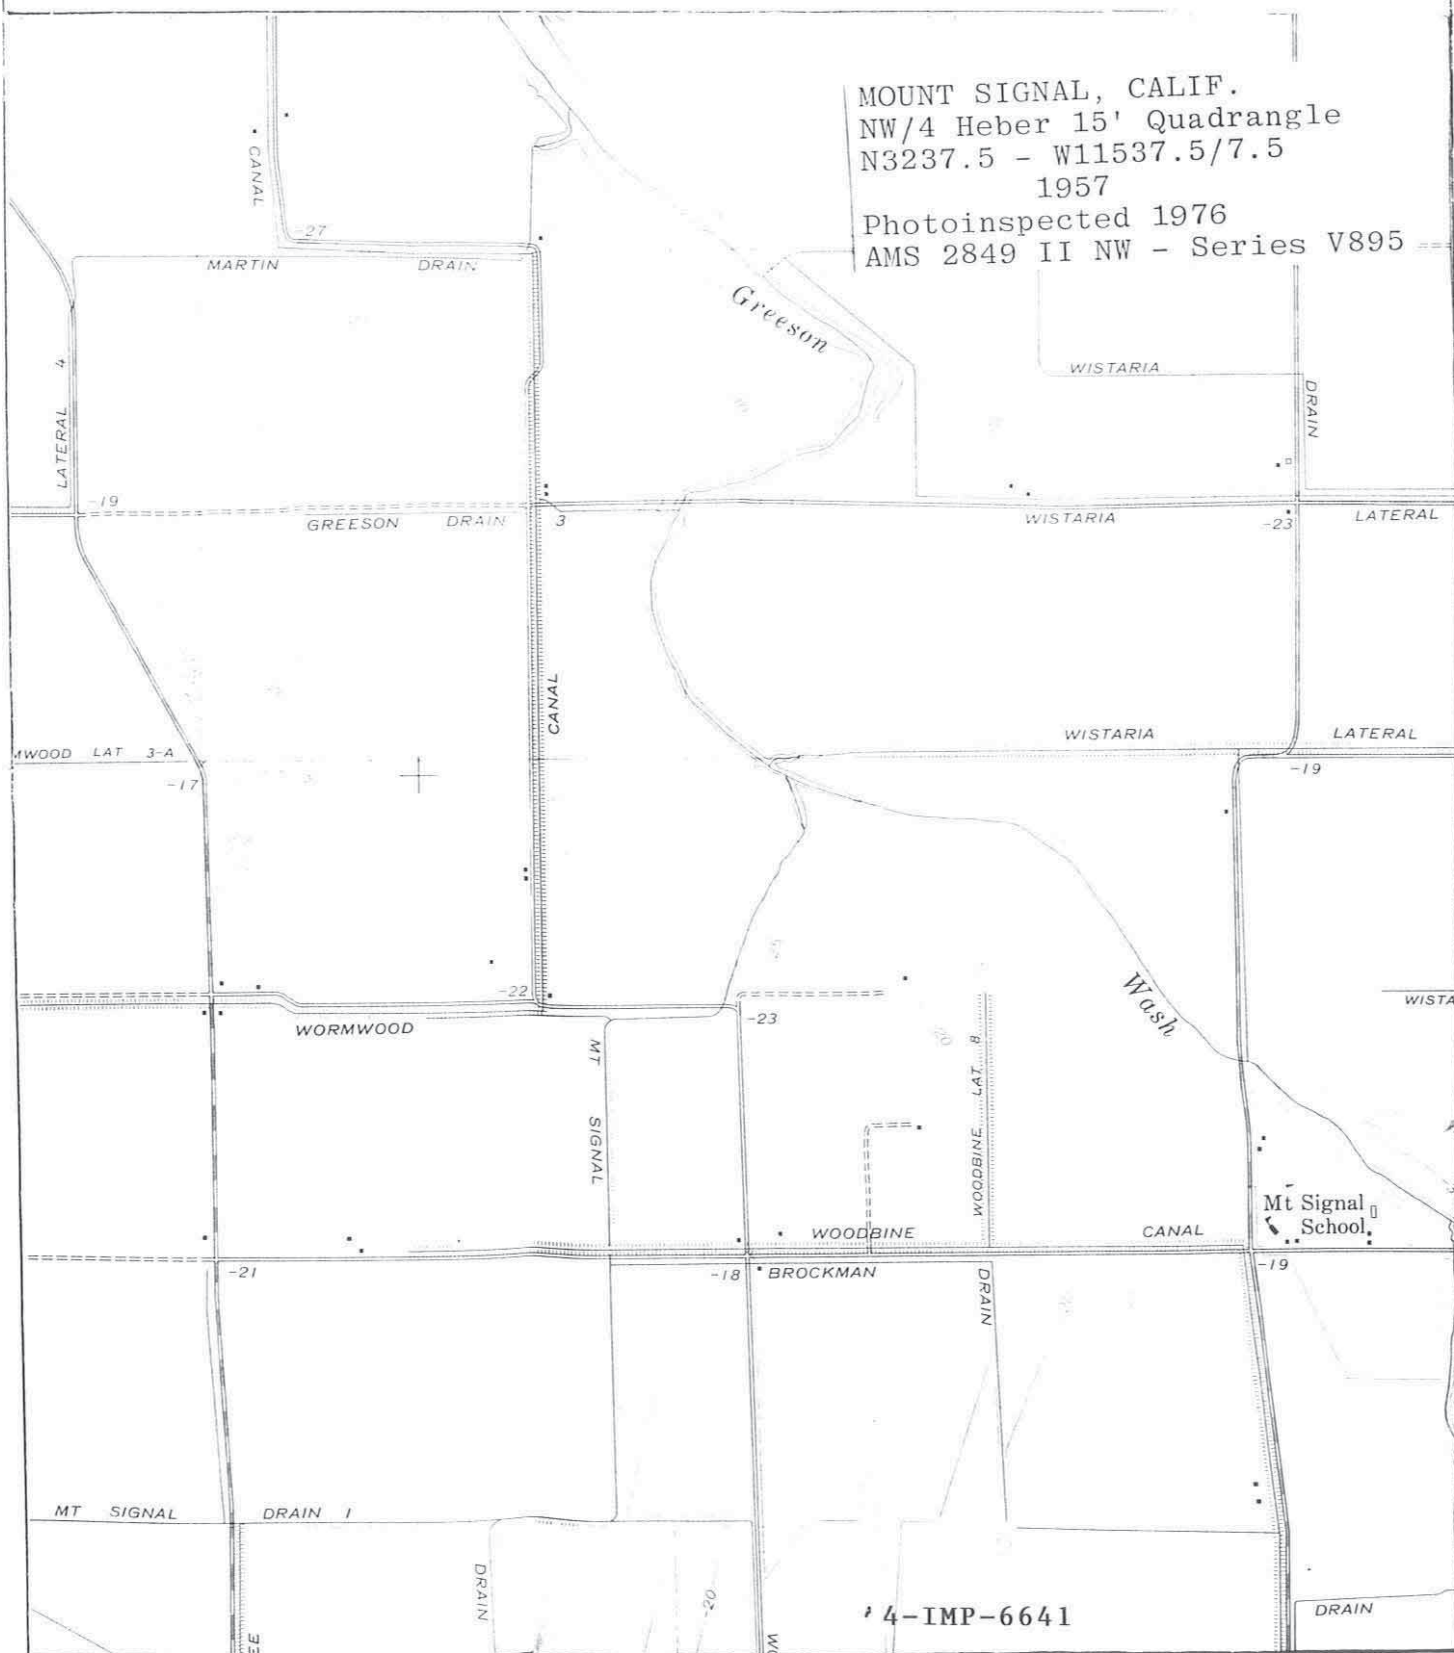 MOUNT SIGNAL, CALIF.
NW/4 Heber 15' Quadrangle
N3237.5 - W11537.5/7.5
1957
Photoinspected 1976
AMS 2849 II NW - Series V895
CANAL
-27
MARTIN DRAIN
Greeson
WISTARIA
DRAIN
LATERAL 4
-19
GREESON DRAIN 3
WISTARIA
-23
LATERAL
CANAL
WISTARIA
LATERAL
MWOOD LAT 3-A
-17
-19
-22
WORMWOOD
-23
Wash
WISTA
MT SIGNAL
WOODBINE LAT 8
Mt Signal
School
WOODBINE
CANAL
-21
-18
BROCKMAN
DRAIN
-19
MT SIGNAL DRAIN 1
DRAIN
-20
4-IMP-6641
DRAIN
EE
WO